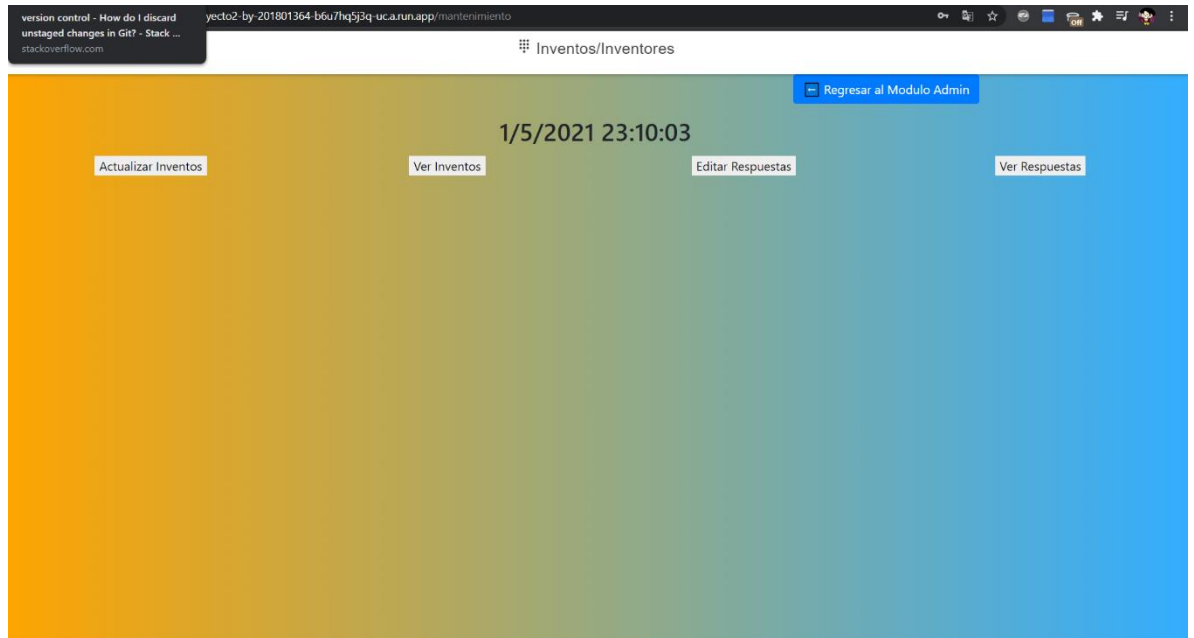 version control - How do I discard
unstaged changes in Git? - Stack ...
stackoverflow.com
yecto2-by-201801364-b6u7hq5j3q-uc.a.run.app/mantenimiento
Off
Inventos/Inventores
Regresar al Modulo Admin
1/5/2021 23:10:03
Actualizar Inventos
Ver Inventos
Editar Respuestas
Ver Respuestas